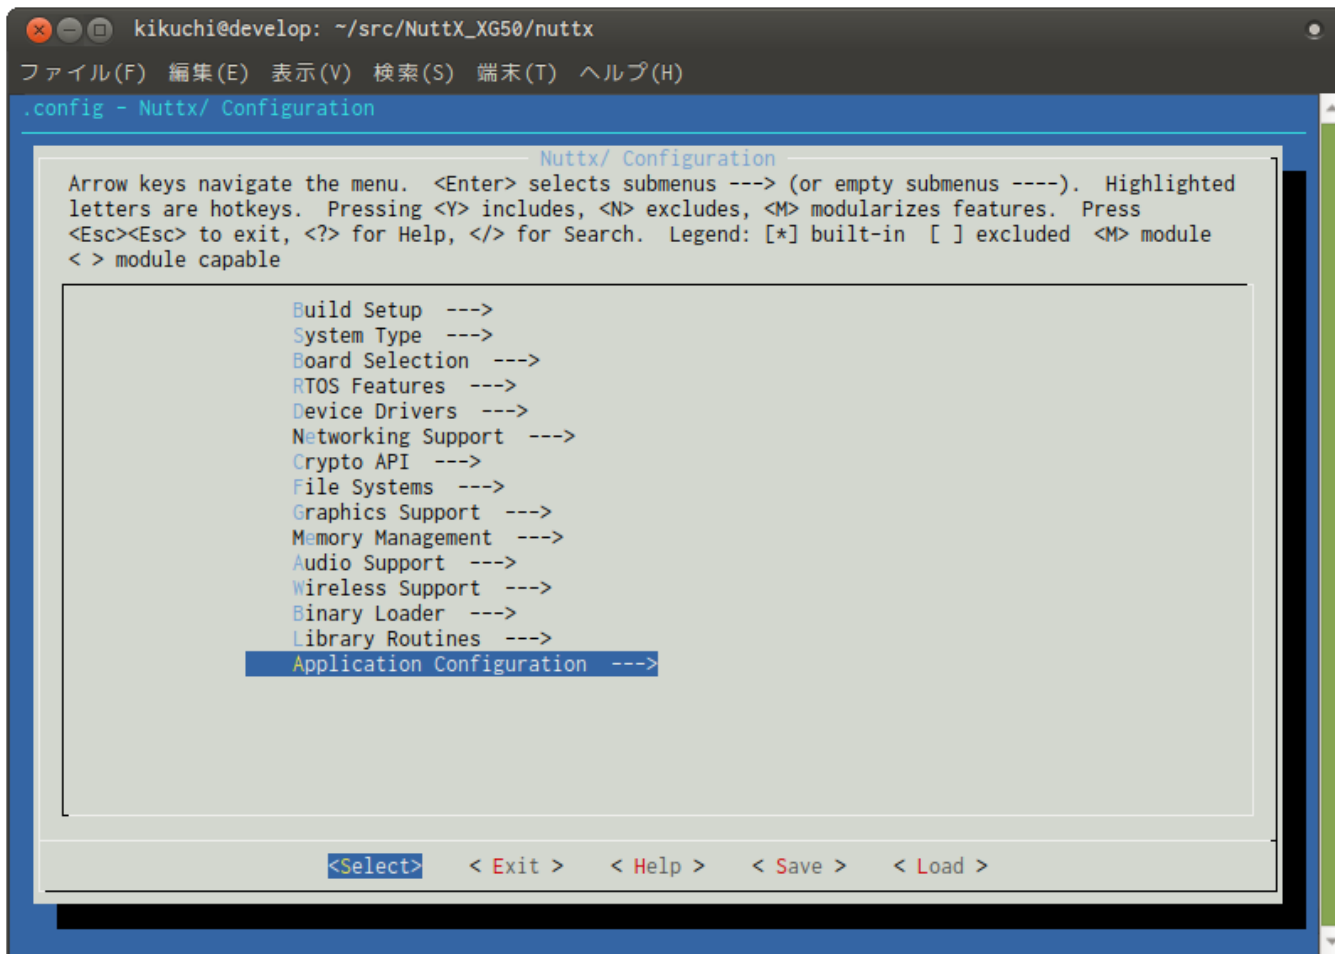 kikuchi@develop: ~/src/NuttX_XG50/nuttx
ファイル(F) 編集(E) 表示(V) 検索(S) 端末(T) ヘルプ(H)
.config - Nuttx/ Configuration
Nuttx/ Configuration
Arrow keys navigate the menu.  <Enter> selects submenus ---> (or empty submenus ----).  Highlighted
letters are hotkeys.  Pressing <Y> includes, <N> excludes, <M> modularizes features.  Press
<Esc><Esc> to exit, <?> for Help, </> for Search.  Legend: [*] built-in  [ ] excluded  <M> module
< > module capable
Build Setup  --->
System Type  --->
Board Selection  --->
RTOS Features  --->
Device Drivers  --->
Networking Support  --->
Crypto API  --->
File Systems  --->
Graphics Support  --->
Memory Management  --->
Audio Support  --->
Wireless Support  --->
Binary Loader  --->
Library Routines  --->
Application Configuration  --->
<Select>    < Exit >    < Help >    < Save >    < Load >